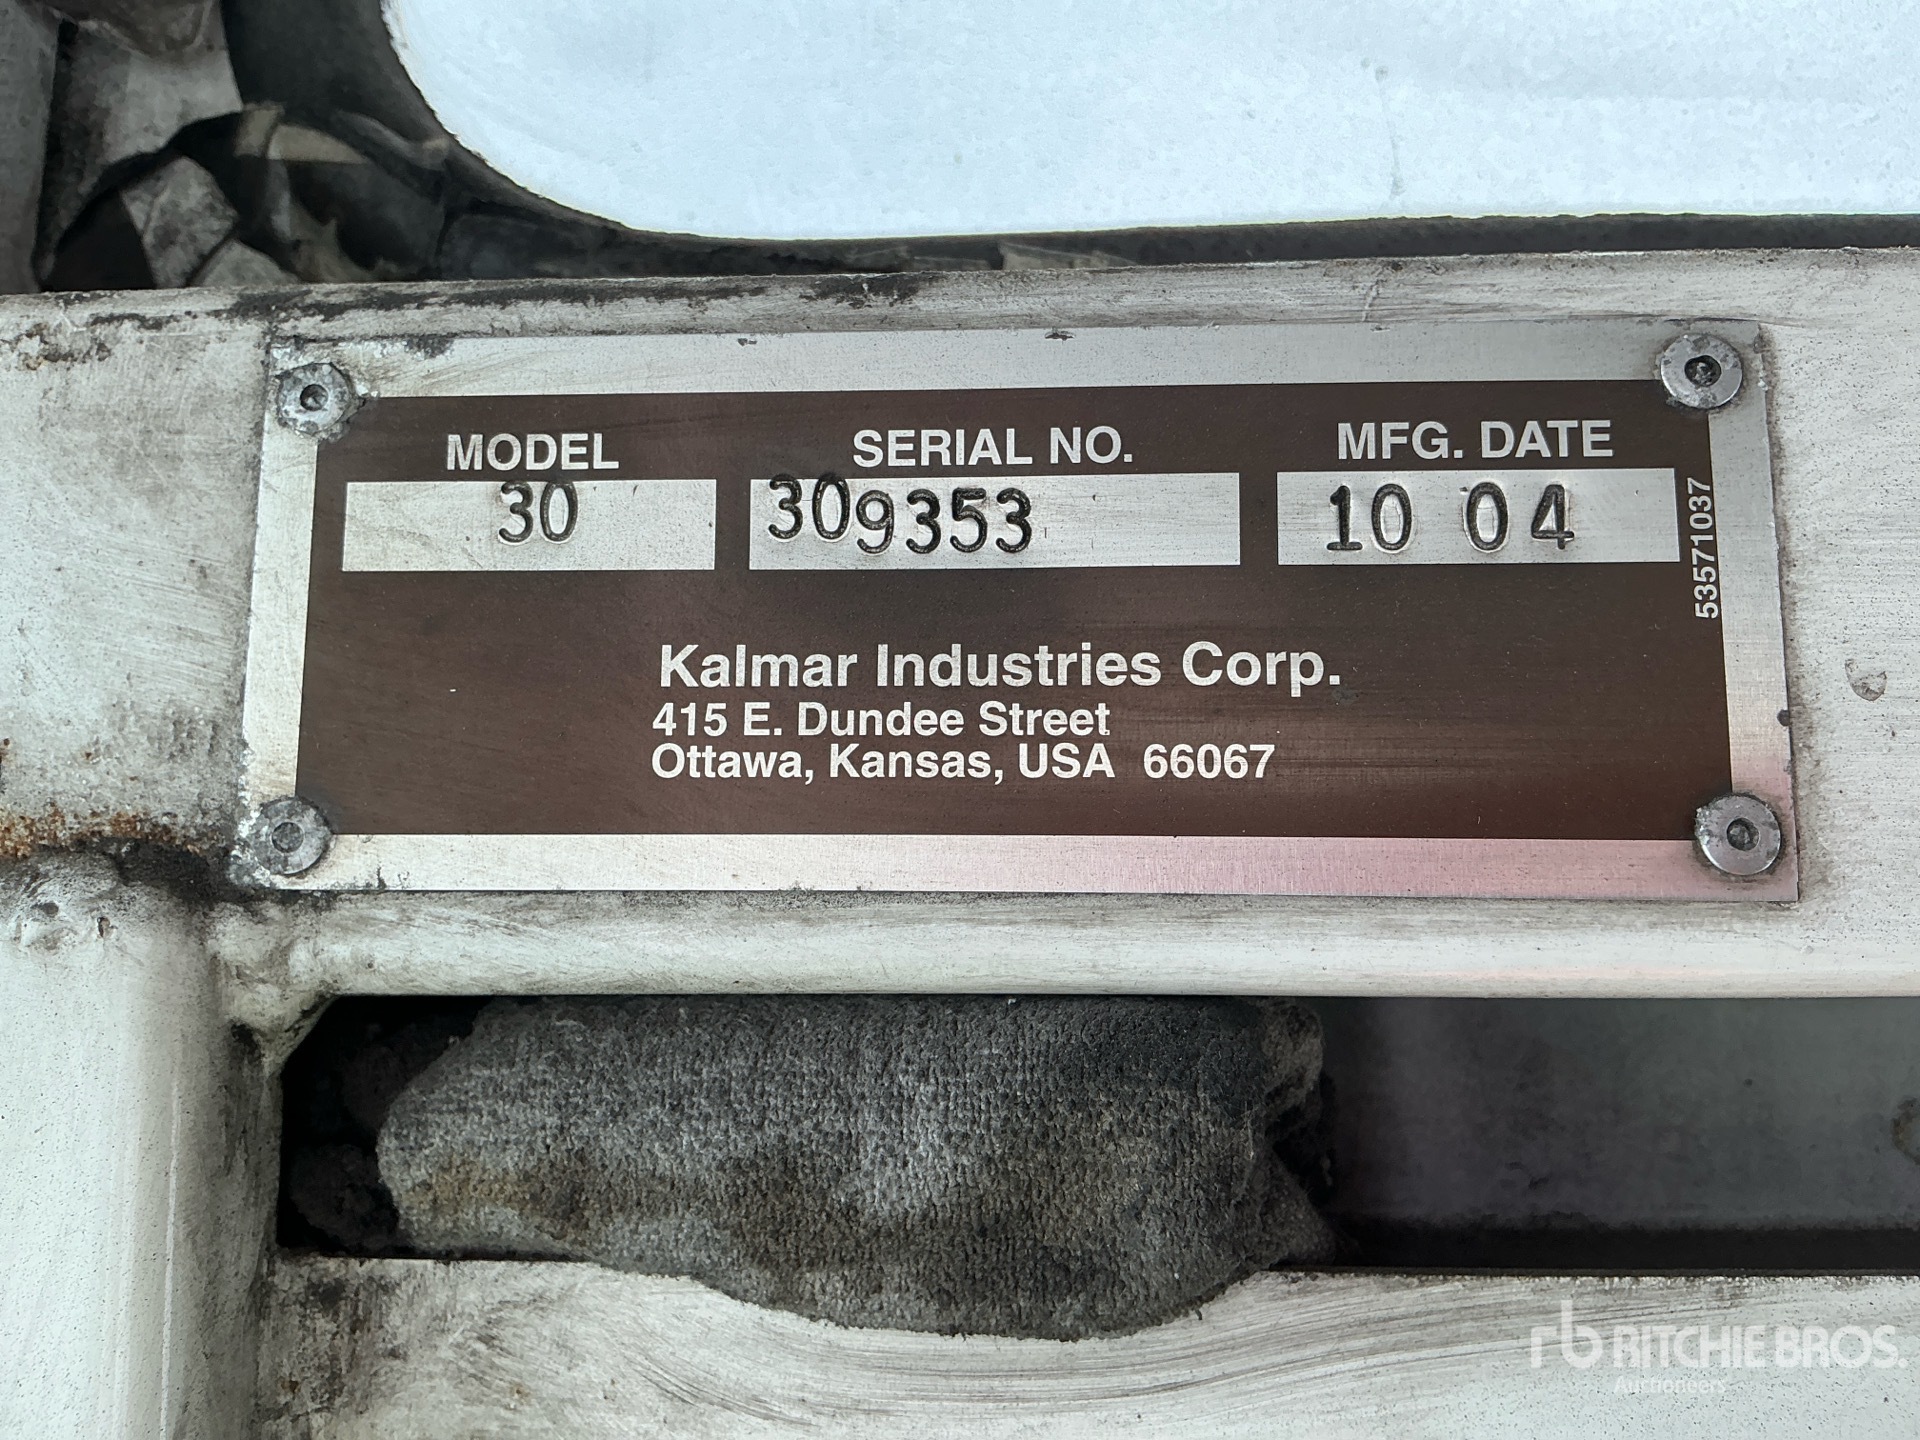 MODEL SERIAL NO. MFG. DATE
30 309353 10 04
53571037
Kalmar Industries Corp.
415 E. Dundee Street
Ottawa, Kansas, USA 66067
rb RITCHIE BROS.
Auctioneers